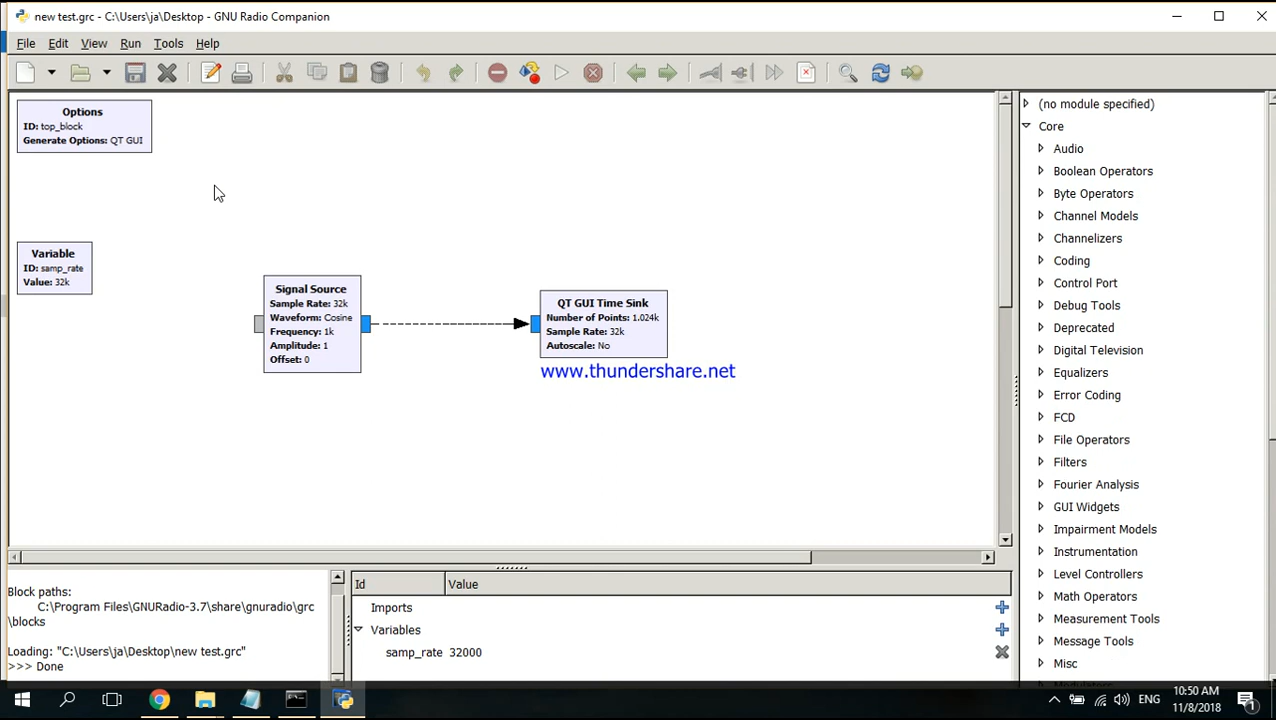 new test.grc - C:\Users\ja\Desktop - GNU Radio Companion
File Edit View Run Tools Help
Options
ID: top_block
Generate Options: QT GUI
Variable
ID: samp_rate
Value: 32k
Signal Source
Sample Rate: 32k
Waveform: Cosine
Frequency: 1k
Amplitude: 1
Offset: 0
QT GUI Time Sink
Number of Points: 1.024k
Sample Rate: 32k
Autoscale: No
www.thundershare.net
(no module specified)
Core
Audio
Boolean Operators
Byte Operators
Channel Models
Channelizers
Coding
Control Port
Debug Tools
Deprecated
Digital Television
Equalizers
Error Coding
FCD
File Operators
Filters
Fourier Analysis
GUI Widgets
Impairment Models
Instrumentation
Level Controllers
Math Operators
Measurement Tools
Message Tools
Misc
Modulators
Block paths:
C:\Program Files\GNURadio-3.7\share\gnuradio\grc
\blocks
Loading: "C:\Users\ja\Desktop\new test.grc"
>>> Done
Id Value
Imports
Variables
samp_rate 32000
ENG
10:50 AM
11/8/2018
1